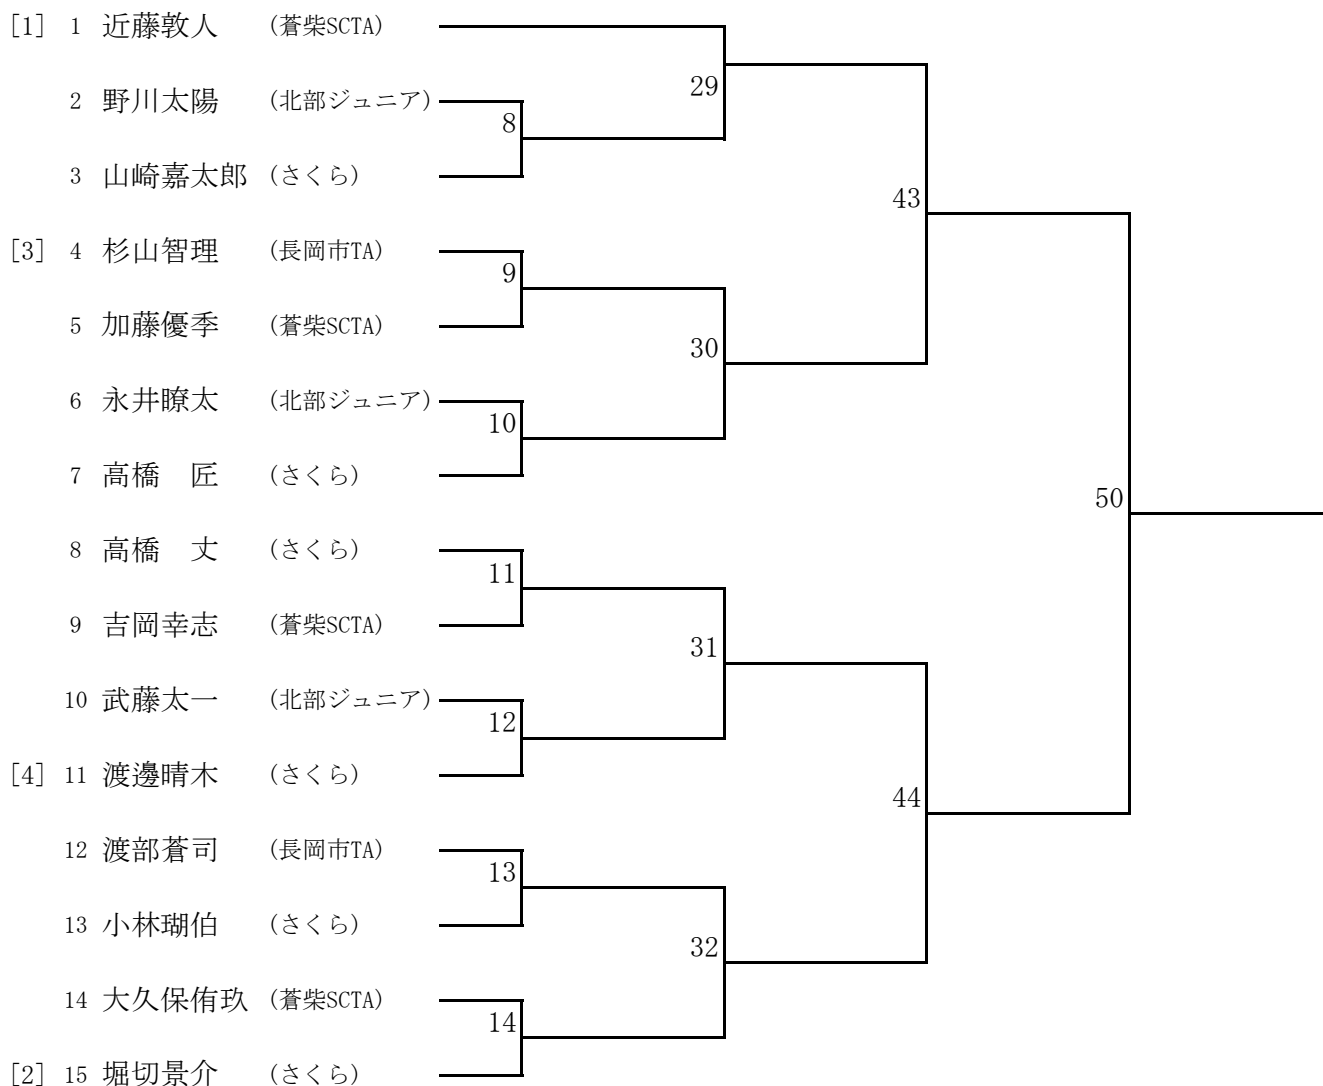 [1] 1 近藤敦人 (蒼柴SCTA)
29
2 野川太陽 (北部ジュニア)
8
3 山崎嘉太郎 (さくら)
43
[3] 4 杉山智理 (長岡市TA)
9
5 加藤優季 (蒼柴SCTA)
30
6 永井瞭太 (北部ジュニア)
10
7 高橋 匠 (さくら)
50
8 高橋 丈 (さくら)
11
9 吉岡幸志 (蒼柴SCTA)
31
10 武藤太一 (北部ジュニア)
12
[4] 11 渡邊晴木 (さくら)
44
12 渡部蒼司 (長岡市TA)
13
13 小林瑚伯 (さくら)
32
14 大久保侑玖 (蒼柴SCTA)
14
[2] 15 堀切景介 (さくら)